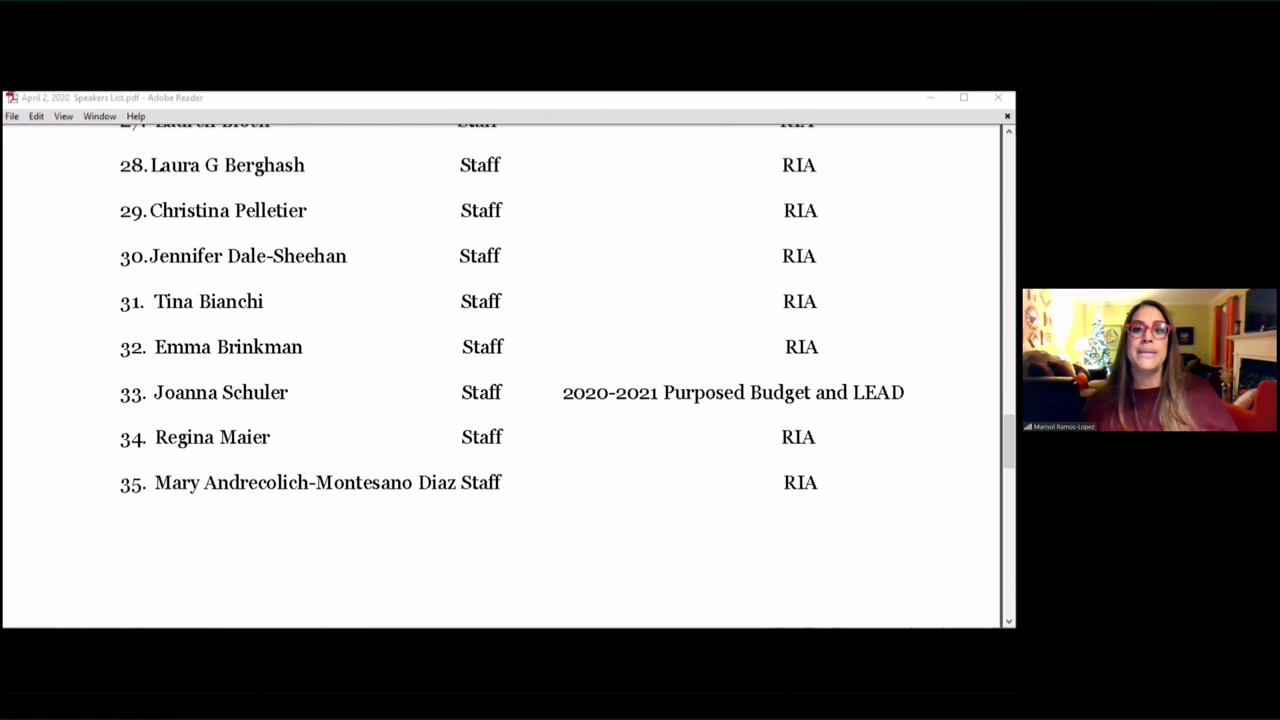 April 2, 2020 Speakers List.pdf - Adobe Reader
File Edit View Window Help
28. Laura G Berghash Staff RIA
29. Christina Pelletier Staff RIA
30. Jennifer Dale-Sheehan Staff RIA
31. Tina Bianchi Staff RIA
32. Emma Brinkman Staff RIA
33. Joanna Schuler Staff 2020-2021 Purposed Budget and LEAD
34. Regina Maier Staff RIA
35. Mary Andrecolich-Montesano Diaz Staff RIA
Marisol Ramos-Lopez